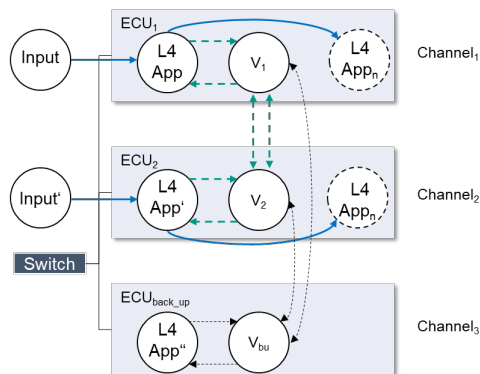 ECU1
Input
L4
App
V1
L4
Appn
Channel1
ECU2
Input‘
L4
App‘
V2
L4
Appn
Channel2
Switch
ECUback_up
L4
App“
Vbu
Channel3